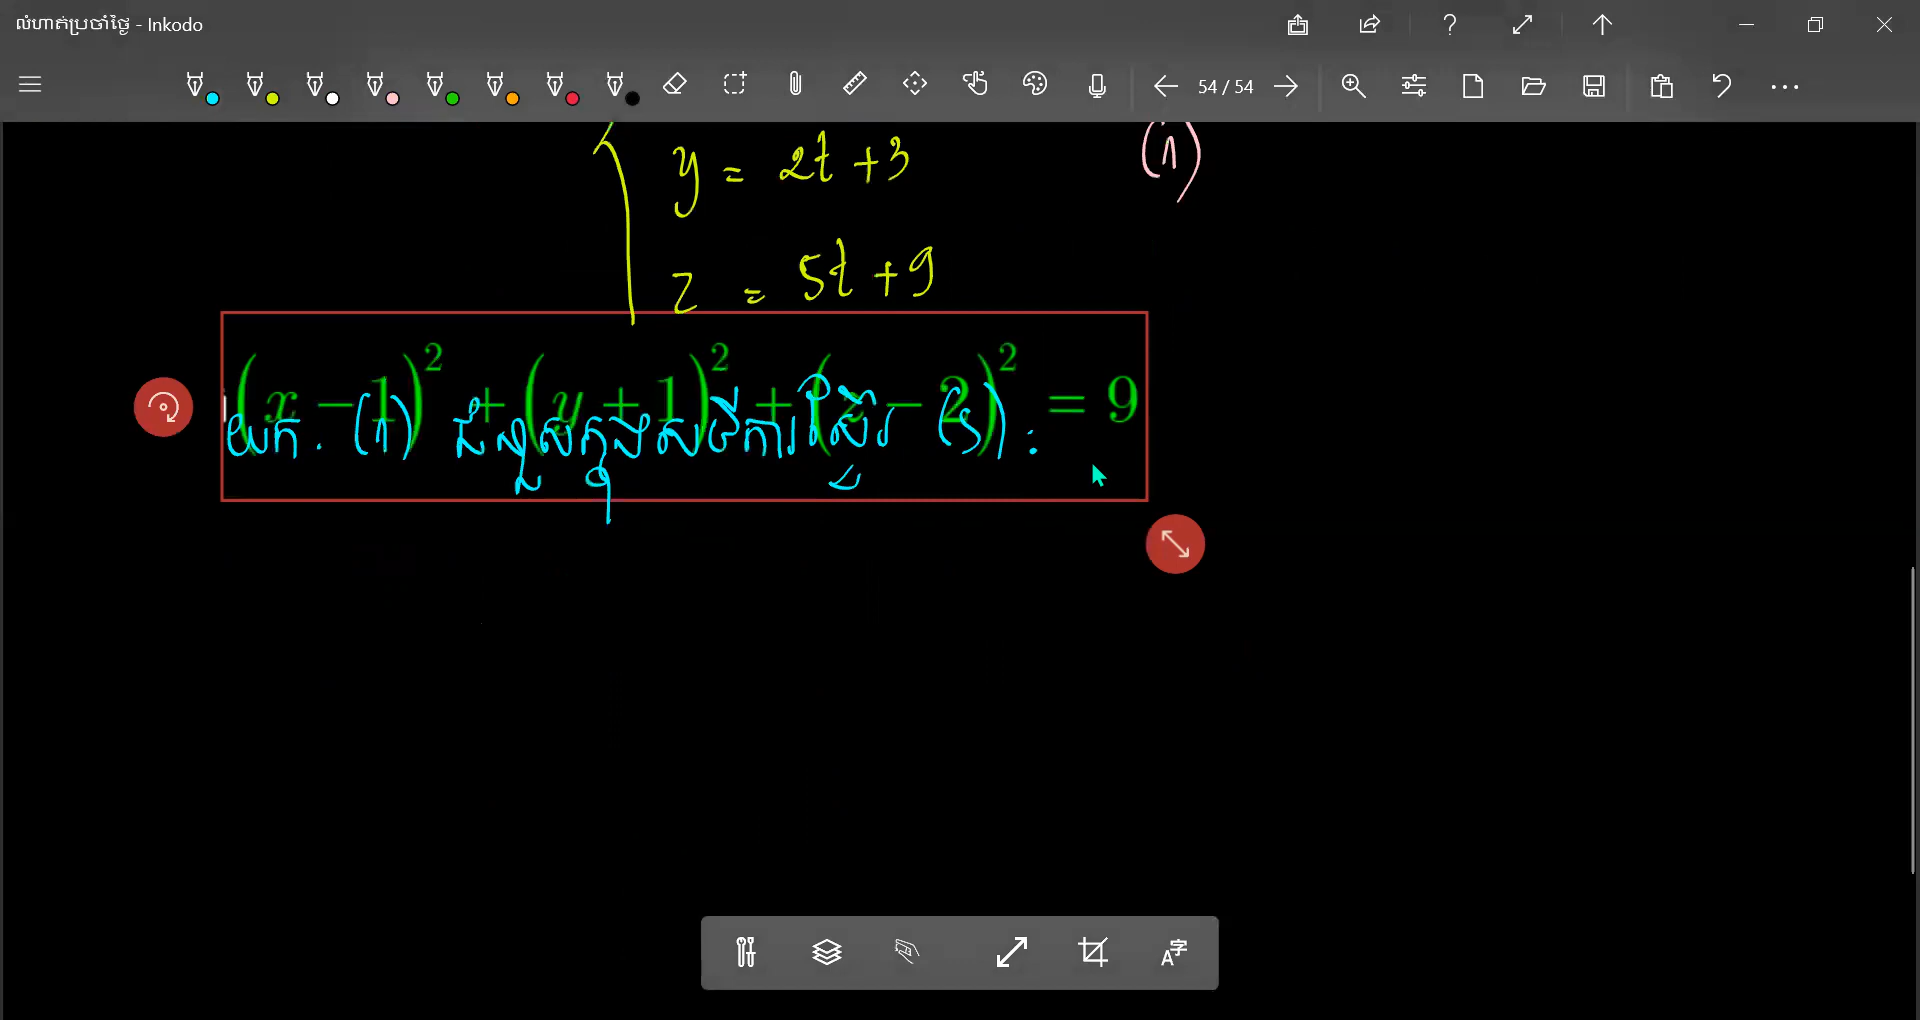 លំហាត់ប្រចាំថ្ងៃ - Inkodo
54 / 54
y = 2t + 3
(1)
z = 5t + 9
(x − 1)² + (y + 1)² + (z − 2)² = 9
យក . (1) ជំនួសក្នុងសមីការស្វ៊ែរ (s) :